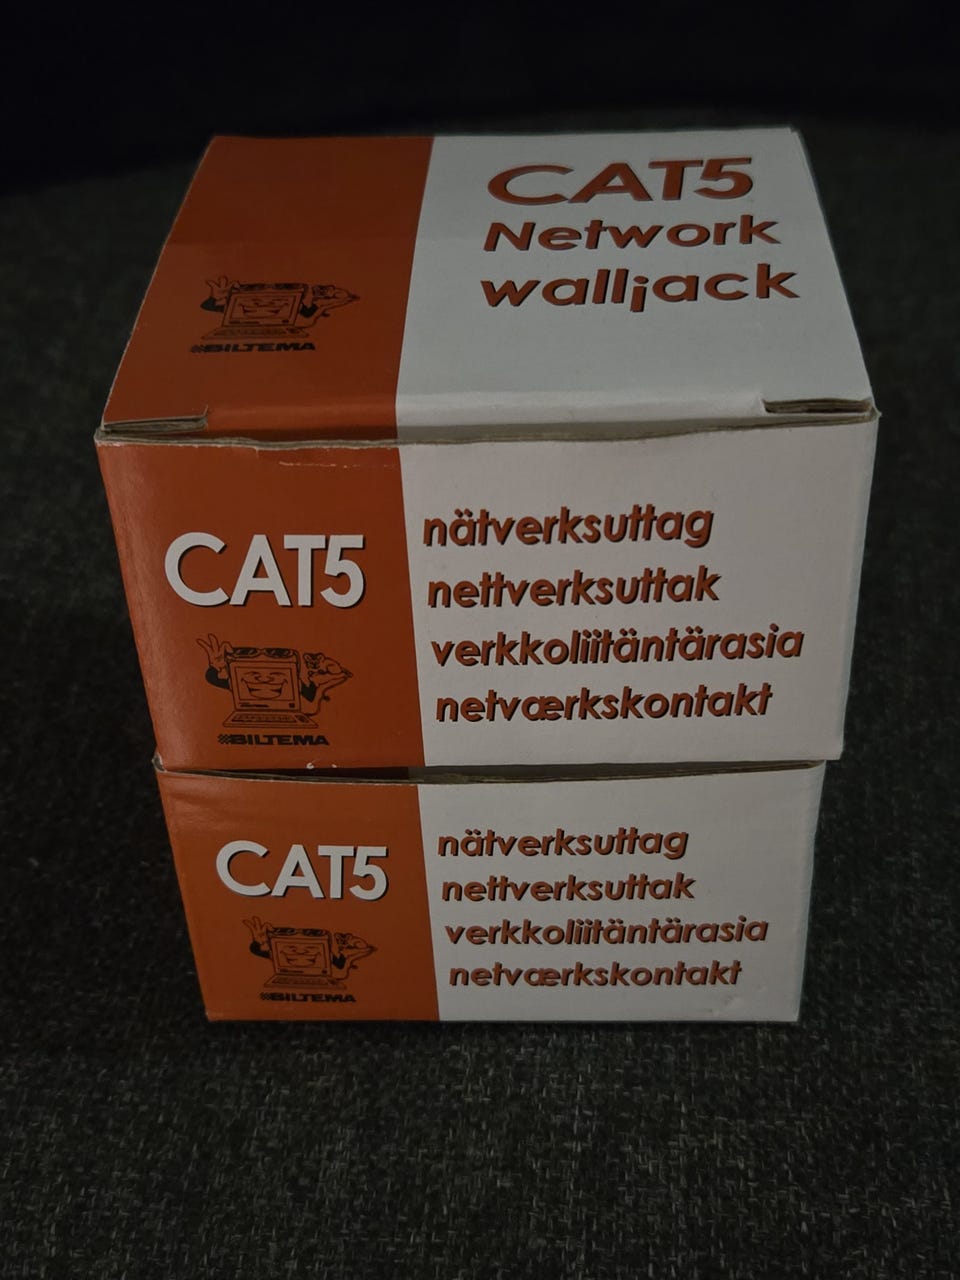 CAT5
Network
walljack
BILTEMA
CAT5
nätverksuttag
nettverksuttak
verkkoliitäntärasia
netværkskontakt
BILTEMA
CAT5
nätverksuttag
nettverksuttak
verkkoliitäntärasia
netværkskontakt
BILTEMA